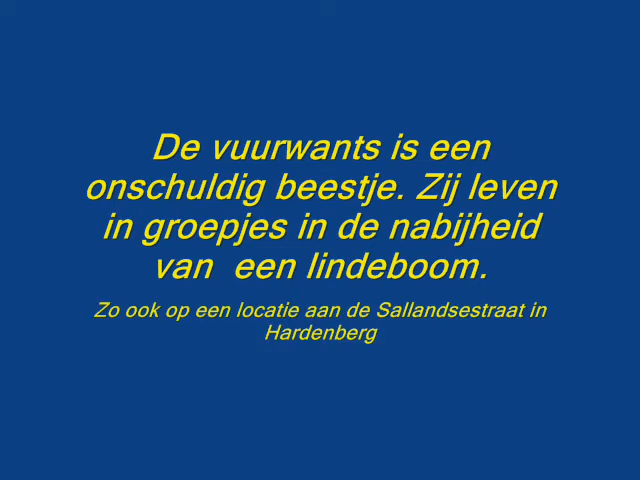 De vuurwants is een
onschuldig beestje. Zij leven
in groepjes in de nabijheid
van  een lindeboom.
Zo ook op een locatie aan de Sallandsestraat in
Hardenberg